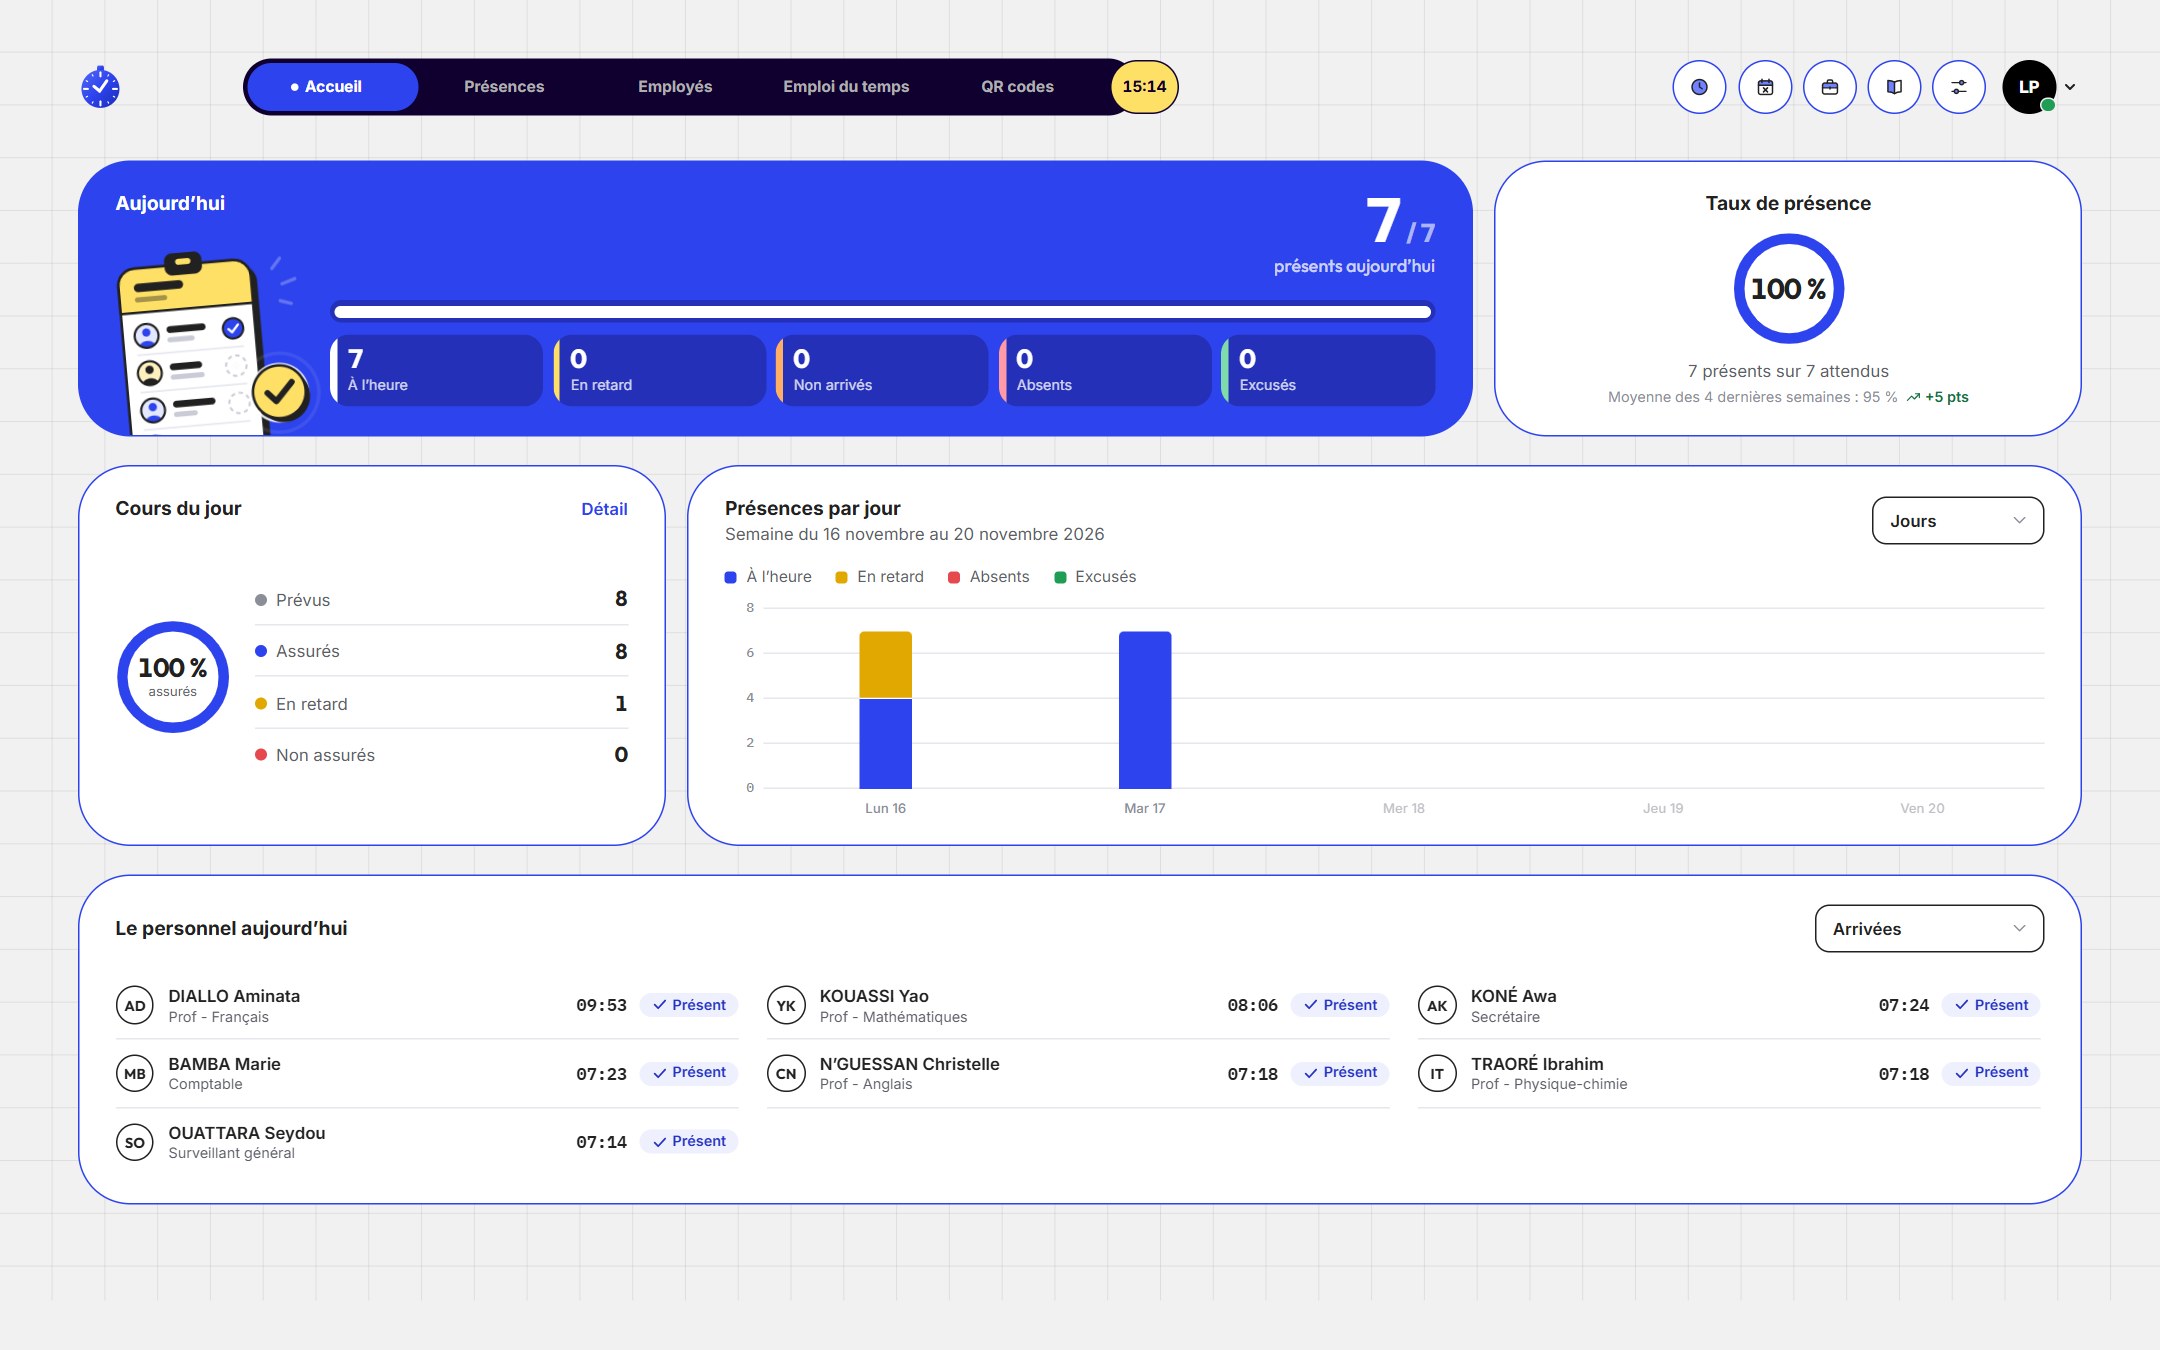 Accueil
Présences
Employés
Emploi du temps
QR codes
15:14
LP
Aujourd’hui
7 / 7
présents aujourd’hui
7
À l’heure
0
En retard
0
Non arrivés
0
Absents
0
Excusés
Taux de présence
100 %
7 présents sur 7 attendus
Moyenne des 4 dernières semaines : 95 % +5 pts
Cours du jour
Détail
100 %
assurés
Prévus 8
Assurés 8
En retard 1
Non assurés 0
Présences par jour
Semaine du 16 novembre au 20 novembre 2026
Jours
À l’heure
En retard
Absents
Excusés
8
6
4
2
0
Lun 16
Mar 17
Mer 18
Jeu 19
Ven 20
Le personnel aujourd’hui
Arrivées
AD
DIALLO Aminata
Prof - Français
09:53
Présent
YK
KOUASSI Yao
Prof - Mathématiques
08:06
Présent
AK
KONÉ Awa
Secrétaire
07:24
Présent
MB
BAMBA Marie
Comptable
07:23
Présent
CN
N’GUESSAN Christelle
Prof - Anglais
07:18
Présent
IT
TRAORÉ Ibrahim
Prof - Physique-chimie
07:18
Présent
SO
OUATTARA Seydou
Surveillant général
07:14
Présent